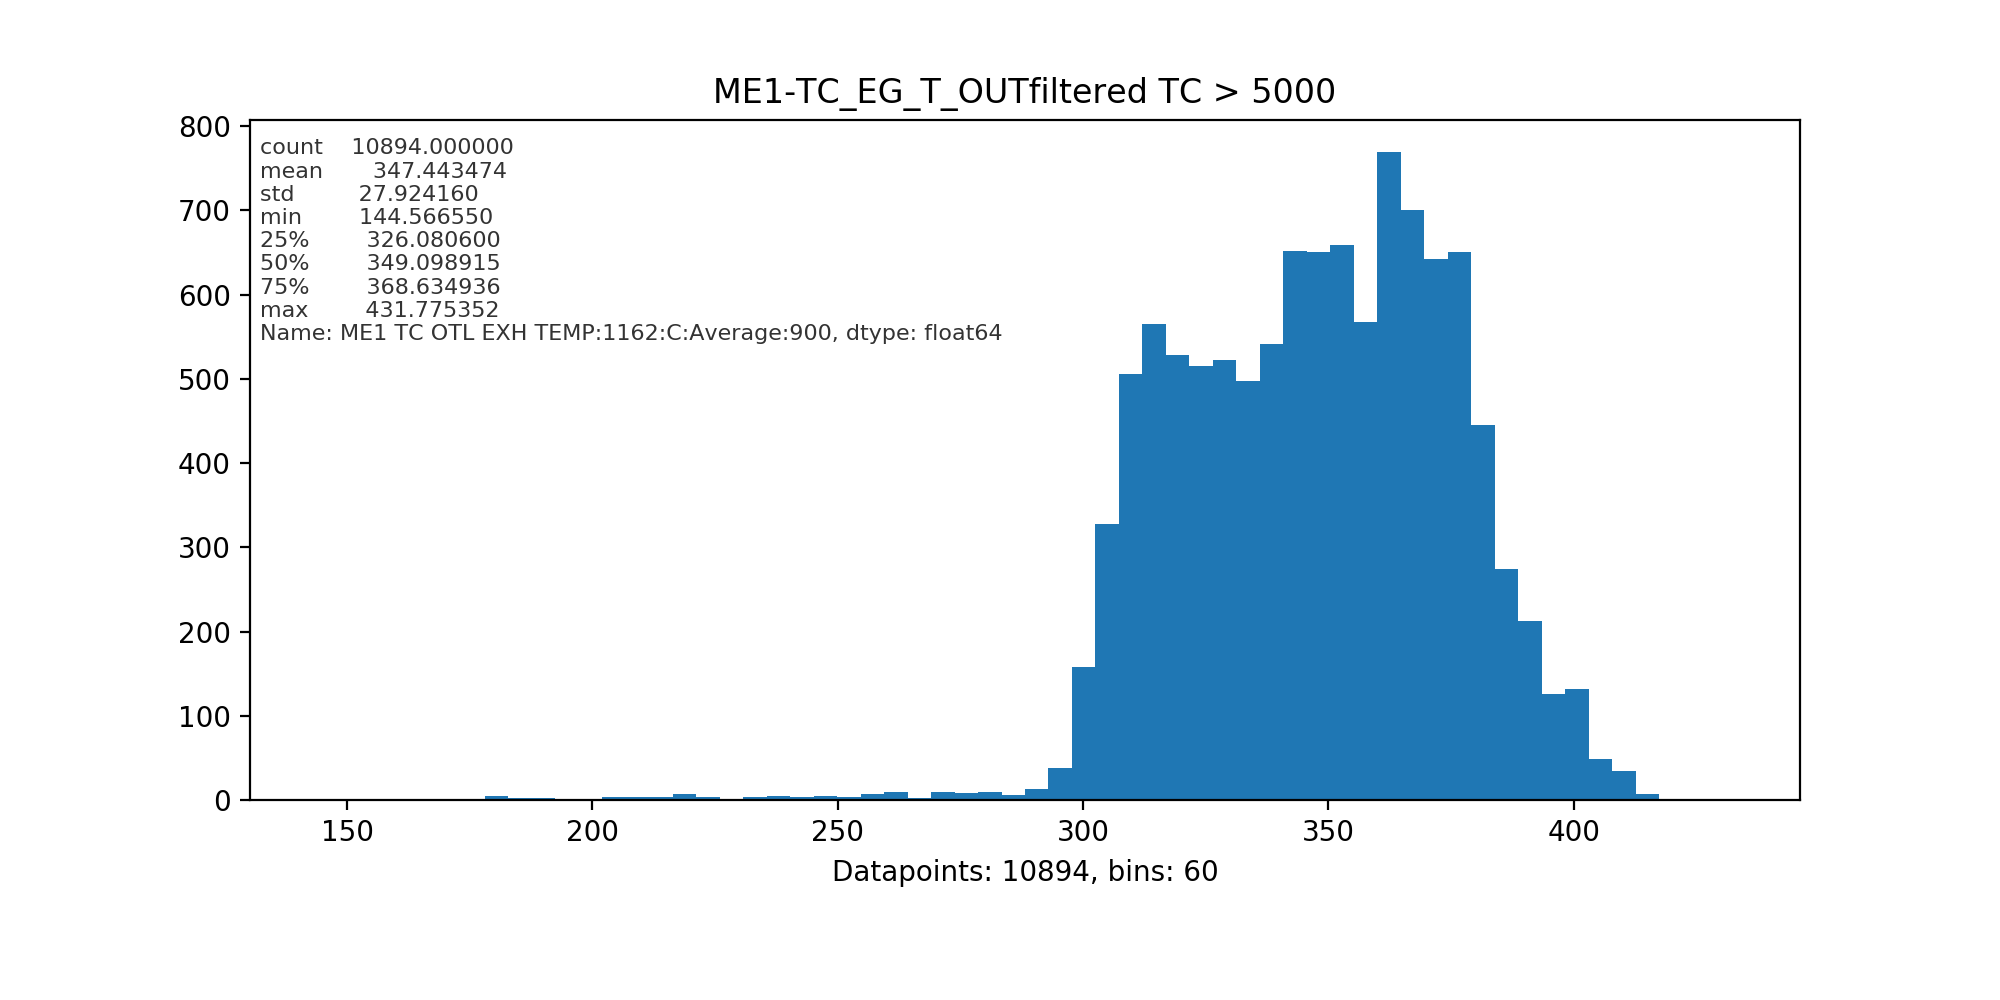 ME1-TC_EG_T_OUTfiltered TC > 5000
800
700
600
500
400
300
200
100
0
count 10894.000000
mean 347.443474
std 27.924160
min 144.566550
25% 326.080600
50% 349.098915
75% 368.634936
max 431.775352
Name: ME1 TC OTL EXH TEMP:1162:C:Average:900, dtype: float64
150 200 250 300 350 400
Datapoints: 10894, bins: 60